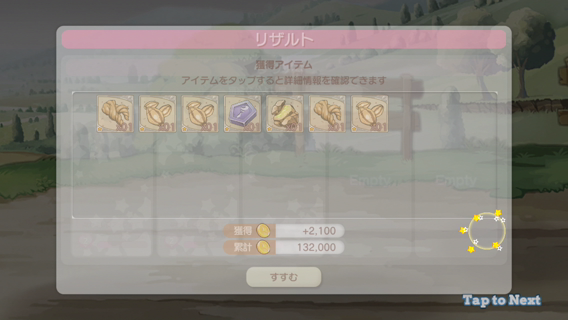 リザルト
獲得アイテム
アイテムをタップすると詳細情報を確認できます
Empty Empty
獲得 +2,100
累計 132,000
すすむ
Tap to Next